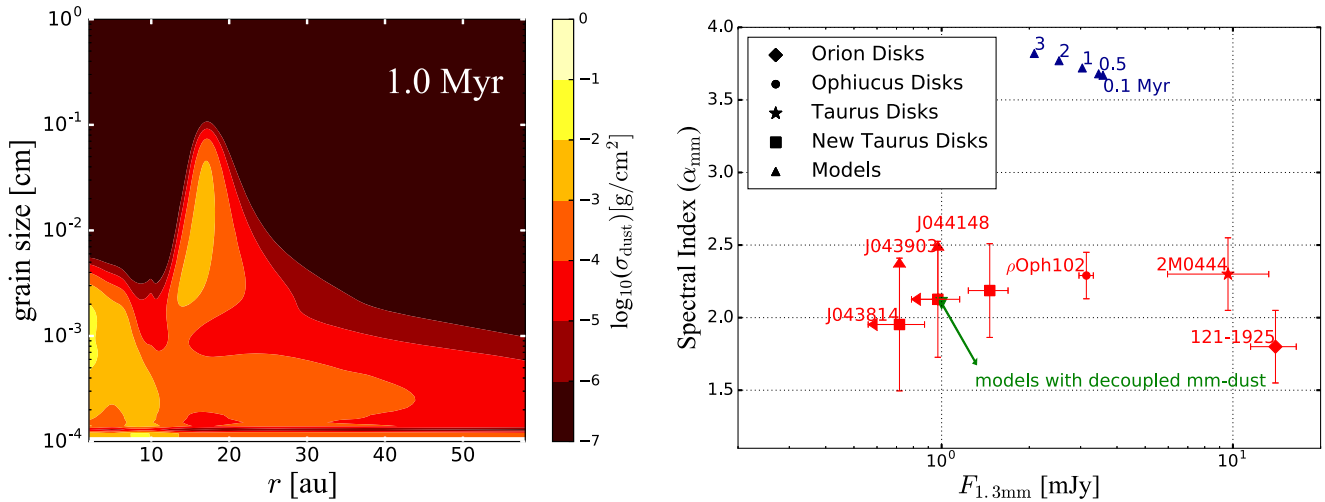 10^0
10^-1
10^-2
10^-3
10^-4
grain size [cm]
1.0 Myr
10
20
30
40
50
r [au]
0
−1
−2
−3
−4
−5
−6
−7
log10(σdust)[g/cm^2]
4.0
3.5
3.0
2.5
2.0
1.5
Spectral Index (αmm)
Orion Disks
Ophiucus Disks
Taurus Disks
New Taurus Disks
Models
3
2
1
0.5
0.1 Myr
J044148
J043903
ρOph102
2M0444
J043814
121-1925
models with decoupled mm-dust
10^0
10^1
F1.3mm [mJy]